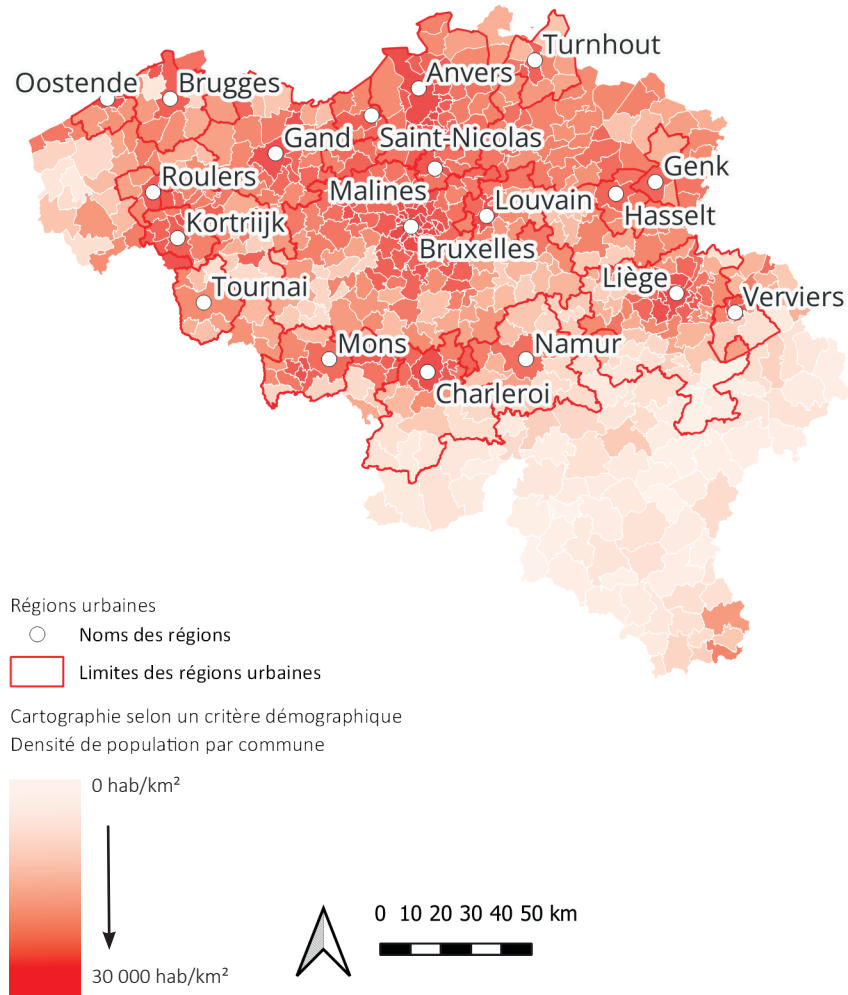 Turnhout
Oostende
Brugges
Anvers
Gand
Saint-Nicolas
Roulers
Malines
Louvain
Genk
Hasselt
Kortriijk
Bruxelles
Tournai
Liège
Verviers
Mons
Namur
Charleroi
Régions urbaines
Noms des régions
Limites des régions urbaines
Cartographie selon un critère démographique
Densité de population par commune
0 hab/km²
30 000 hab/km²
0 10 20 30 40 50 km